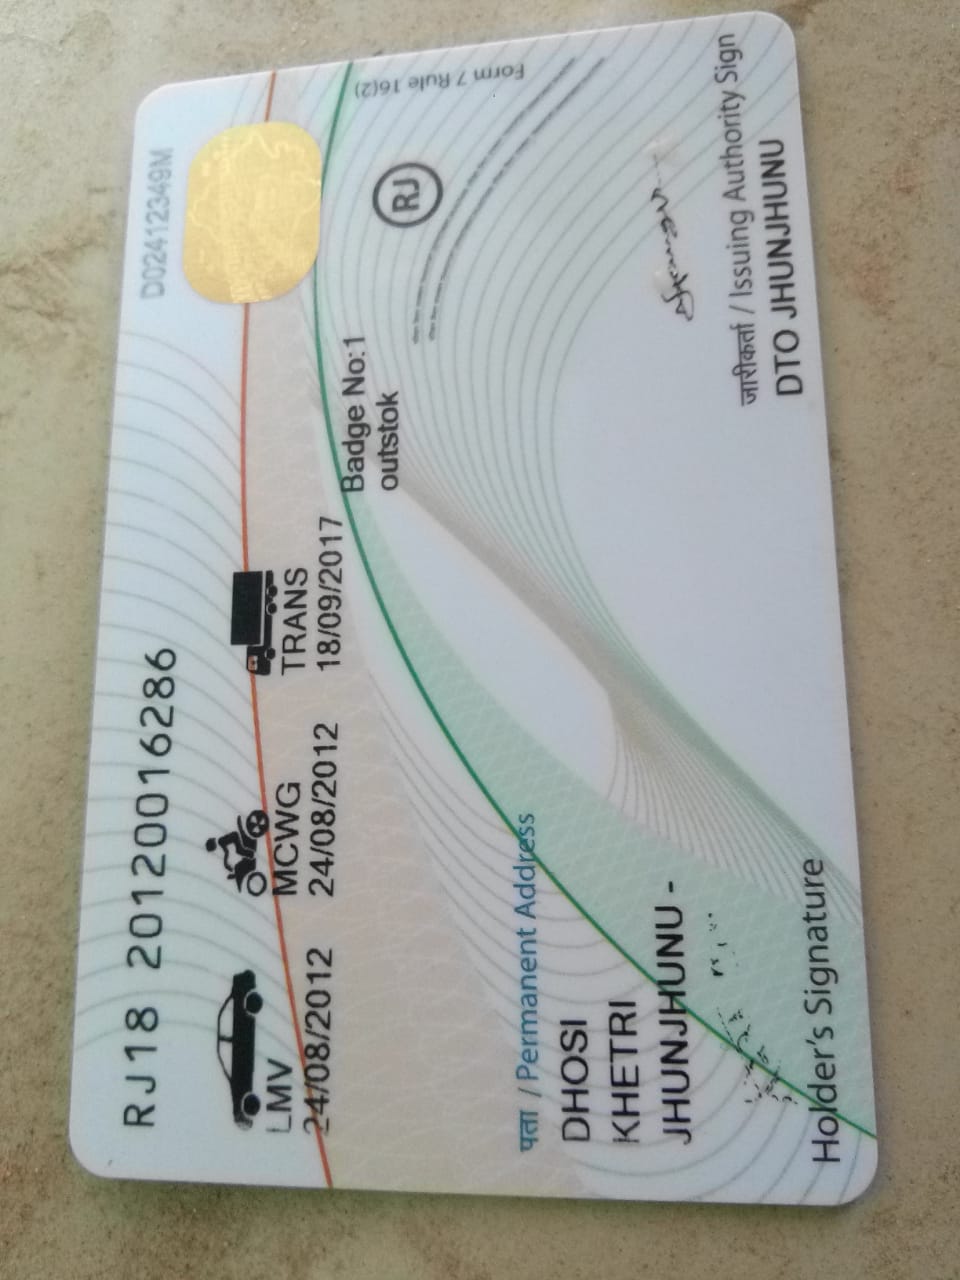 RJ18 20120016286
D02412349M
LMV
24/08/2012
MCWG
24/08/2012
TRANS
18/09/2017
Badge No:1
outstok
Form 7 Rule 16(2)
RJ
पता / Permanent Address
DHOSI
KHETRI
JHUNJHUNU -
Holder's Signature
जारीकर्ता / Issuing Authority Sign
DTO JHUNJHUNU